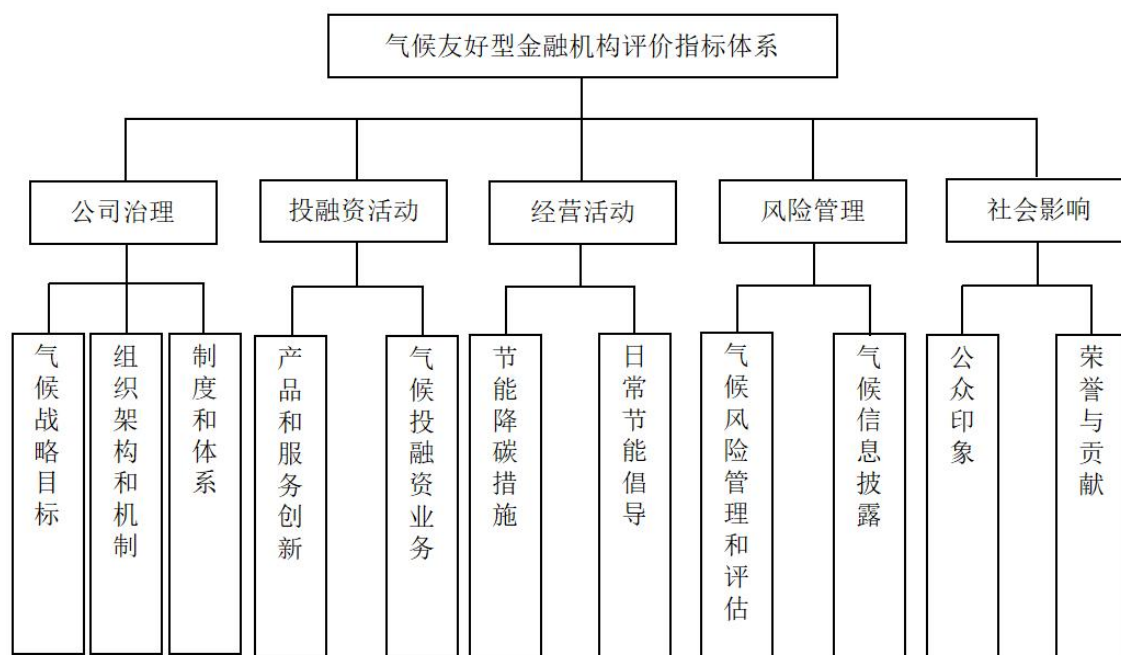 气候友好型金融机构评价指标体系
公司治理
投融资活动
经营活动
风险管理
社会影响
气候战略目标
组织架构和机制
制度和体系
产品和服务创新
气候投融资业务
节能降碳措施
日常节能倡导
气候风险管理和评估
气候信息披露
公众印象
荣誉与贡献